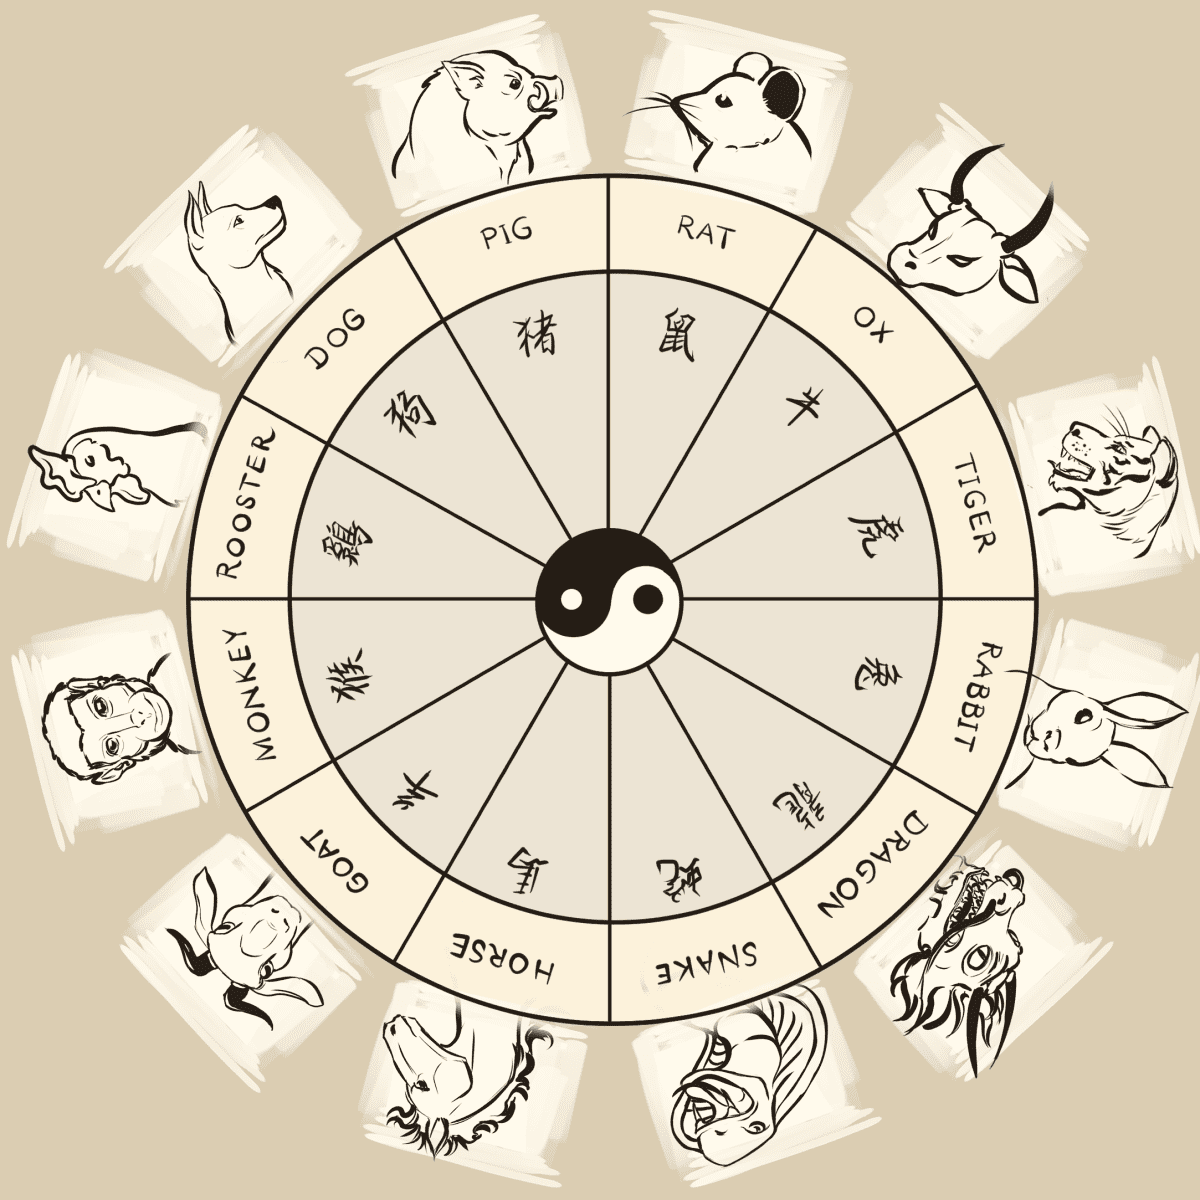 RAT
鼠
OX
牛
TIGER
虎
RABBIT
兔
DRAGON
龍
SNAKE
蛇
HORSE
馬
GOAT
羊
MONKEY
猴
ROOSTER
鷄
DOG
狗
PIG
猪